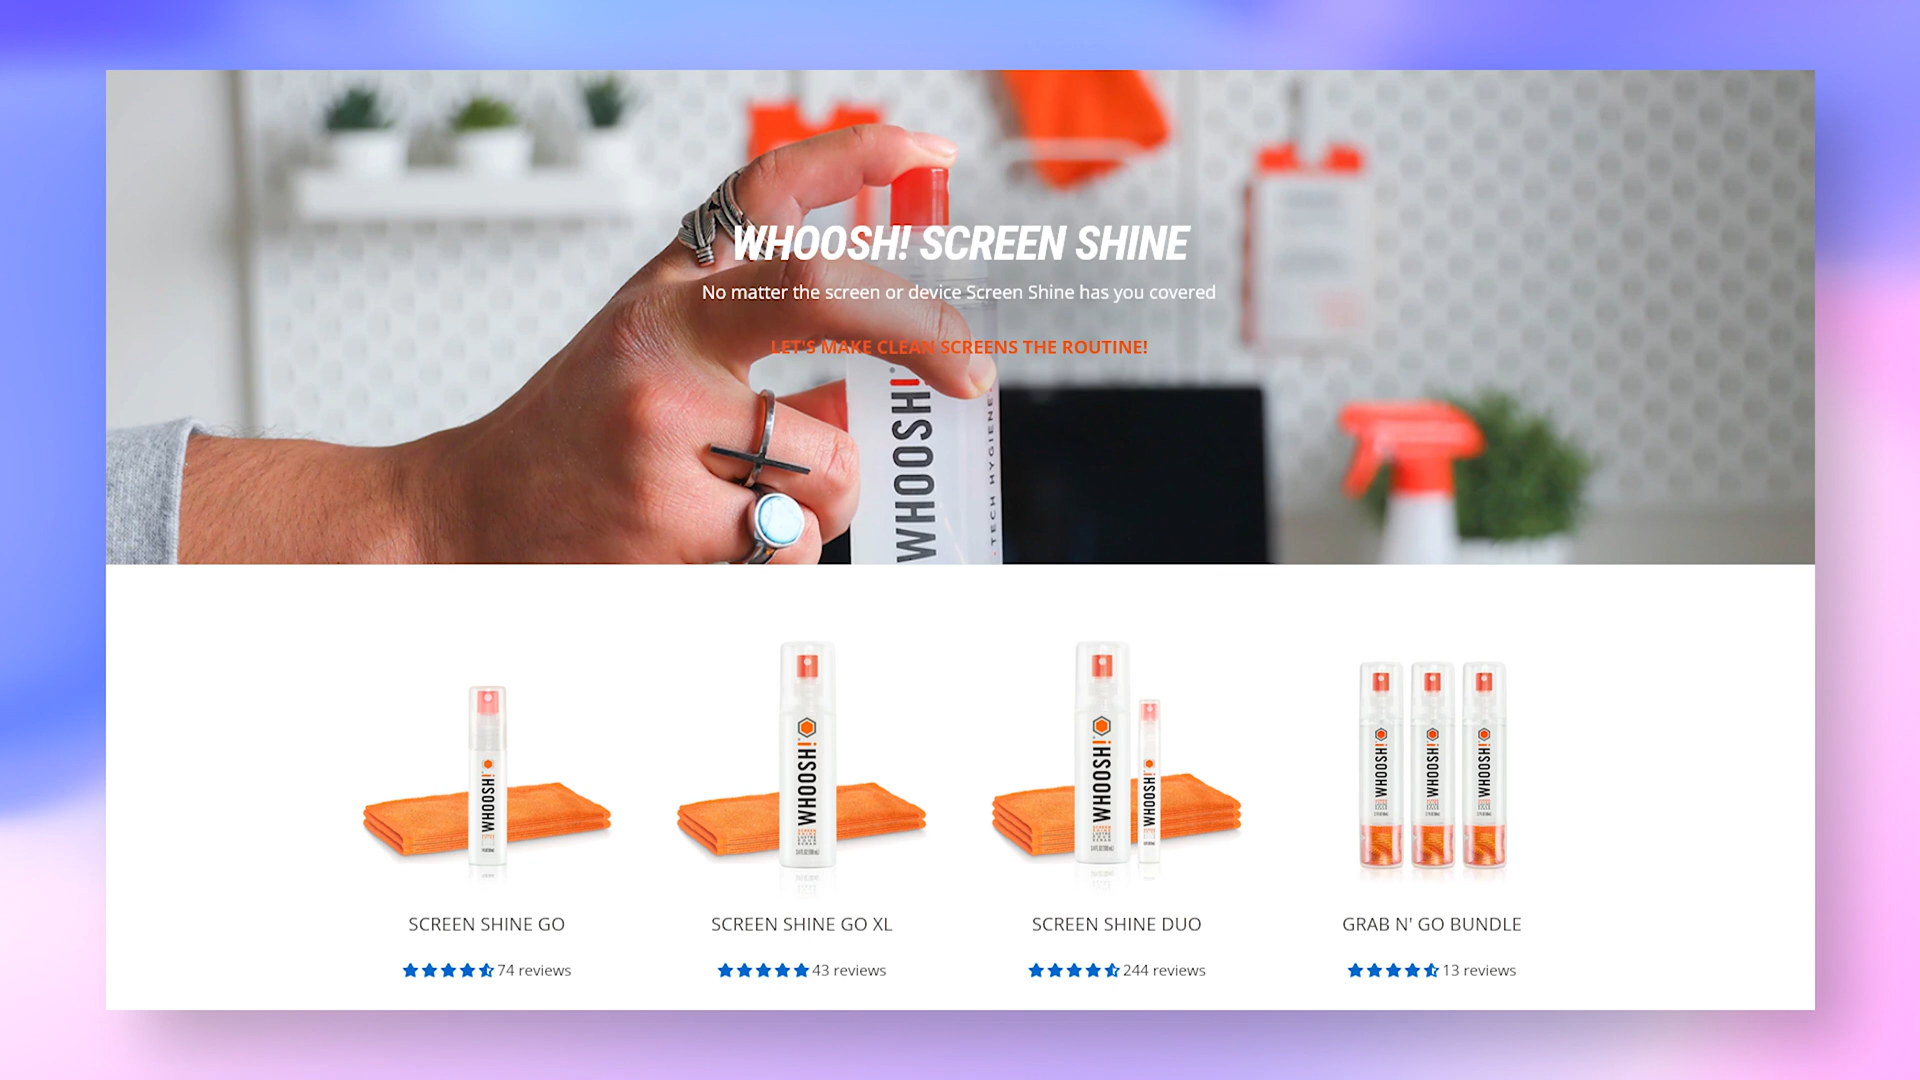 WHOOSH! SCREEN SHINE
No matter the screen or device Screen Shine has you covered
LET'S MAKE CLEAN SCREENS THE ROUTINE!
WHOOSH!
TECH HYGIENE
WHOOSH!
WHOOSH!
WHOOSH!
WHOOSH!
WHOOSH!
WHOOSH!
WHOOSH!
SCREEN SHINE GO
SCREEN SHINE GO XL
SCREEN SHINE DUO
GRAB N' GO BUNDLE
74 reviews
43 reviews
244 reviews
13 reviews